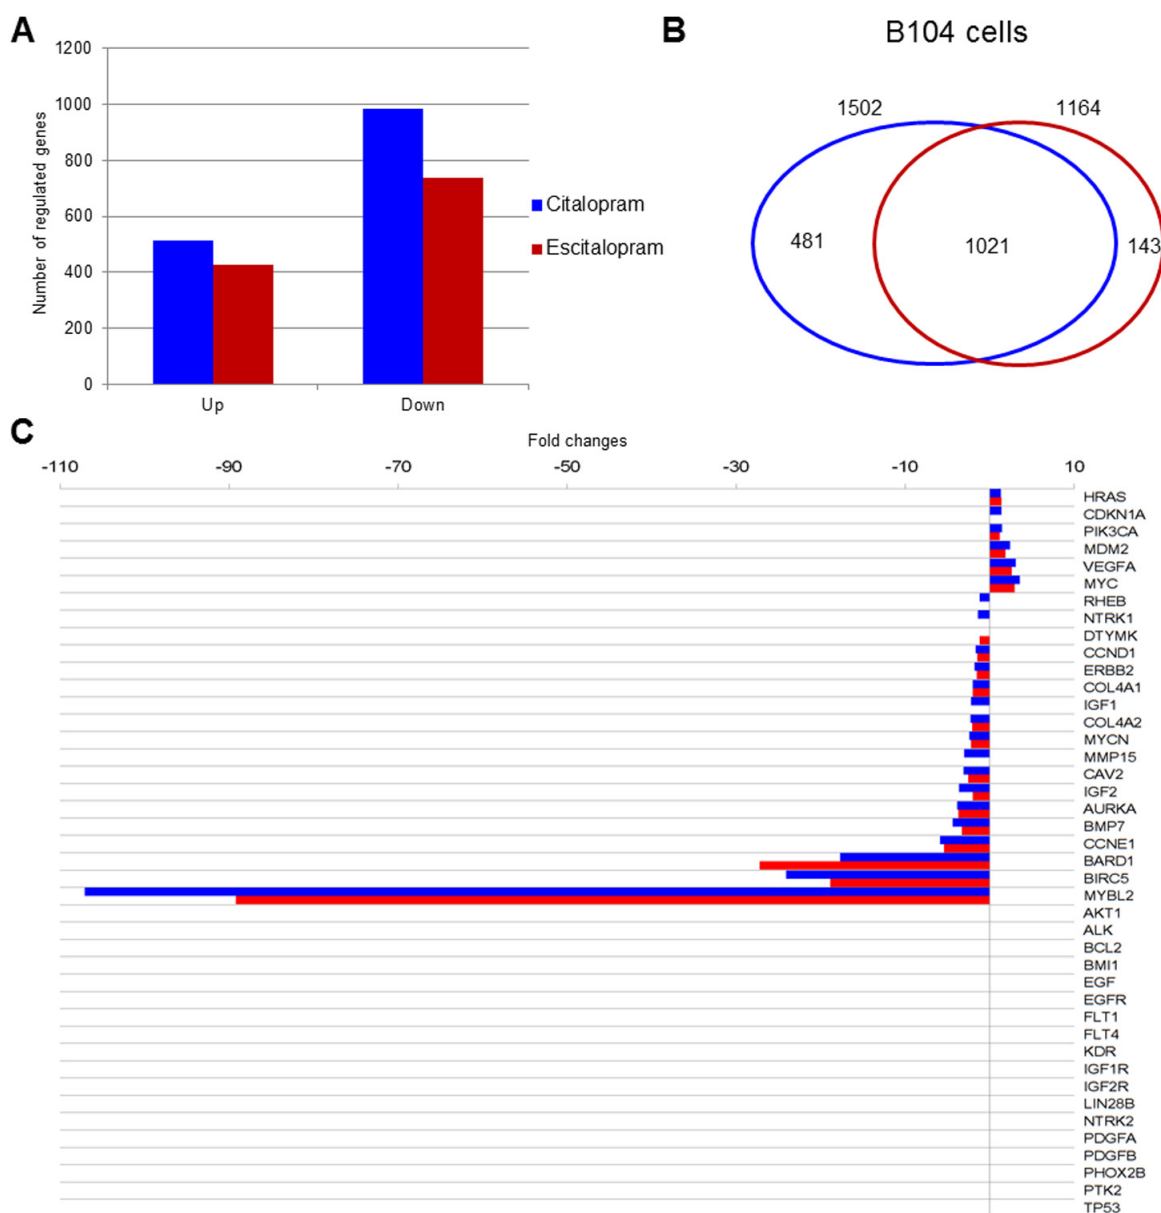 A
1200
1000
800
600
400
200
0
Number of regulated genes
Up
Down
Citalopram
Escitalopram
B
B104 cells
1502
1164
481
1021
143
C
Fold changes
-110 -90 -70 -50 -30 -10 10
HRAS
CDKN1A
PIK3CA
MDM2
VEGFA
MYC
RHEB
NTRK1
DTYMK
CCND1
ERBB2
COL4A1
IGF1
COL4A2
MYCN
MMP15
CAV2
IGF2
AURKA
BMP7
CCNE1
BARD1
BIRC5
MYBL2
AKT1
ALK
BCL2
BMI1
EGF
EGFR
FLT1
FLT4
KDR
IGF1R
IGF2R
LIN28B
NTRK2
PDGFA
PDGFB
PHOX2B
PTK2
TP53